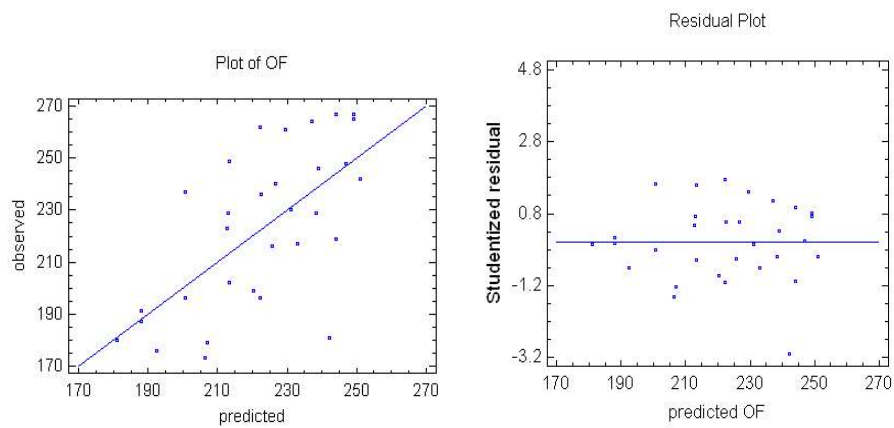 Plot of OF
observed
270
250
230
210
190
170
170 190 210 230 250 270
predicted
Residual Plot
Studentized residual
4.8
2.8
0.8
-1.2
-3.2
170 190 210 230 250 270
predicted OF